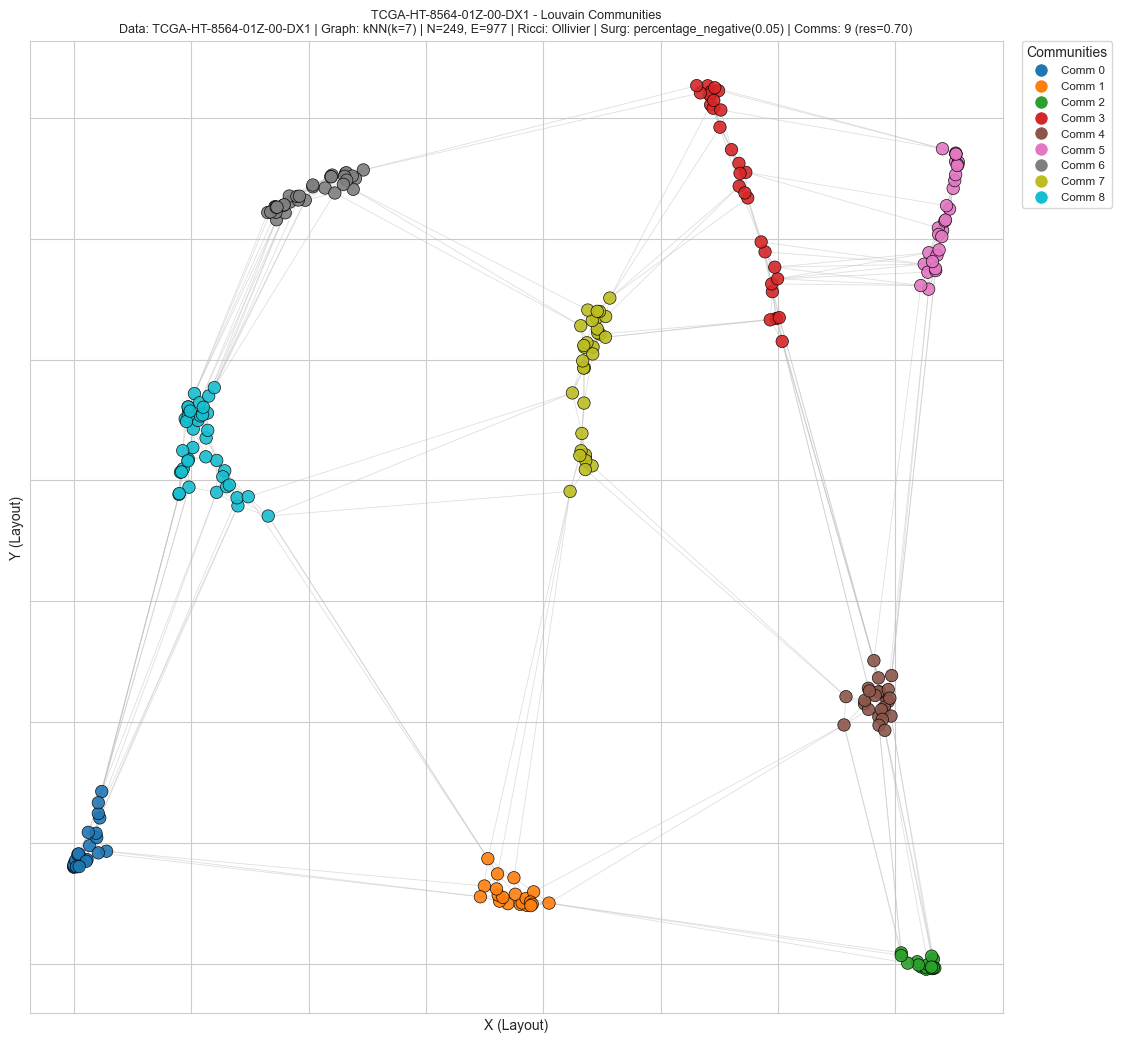 TCGA-HT-8564-01Z-00-DX1 - Louvain Communities
Data: TCGA-HT-8564-01Z-00-DX1 | Graph: kNN(k=7) | N=249, E=977 | Ricci: Ollivier | Surg: percentage_negative(0.05) | Comms: 9 (res=0.70)
Communities
Comm 0
Comm 1
Comm 2
Comm 3
Comm 4
Comm 5
Comm 6
Comm 7
Comm 8
Y (Layout)
X (Layout)